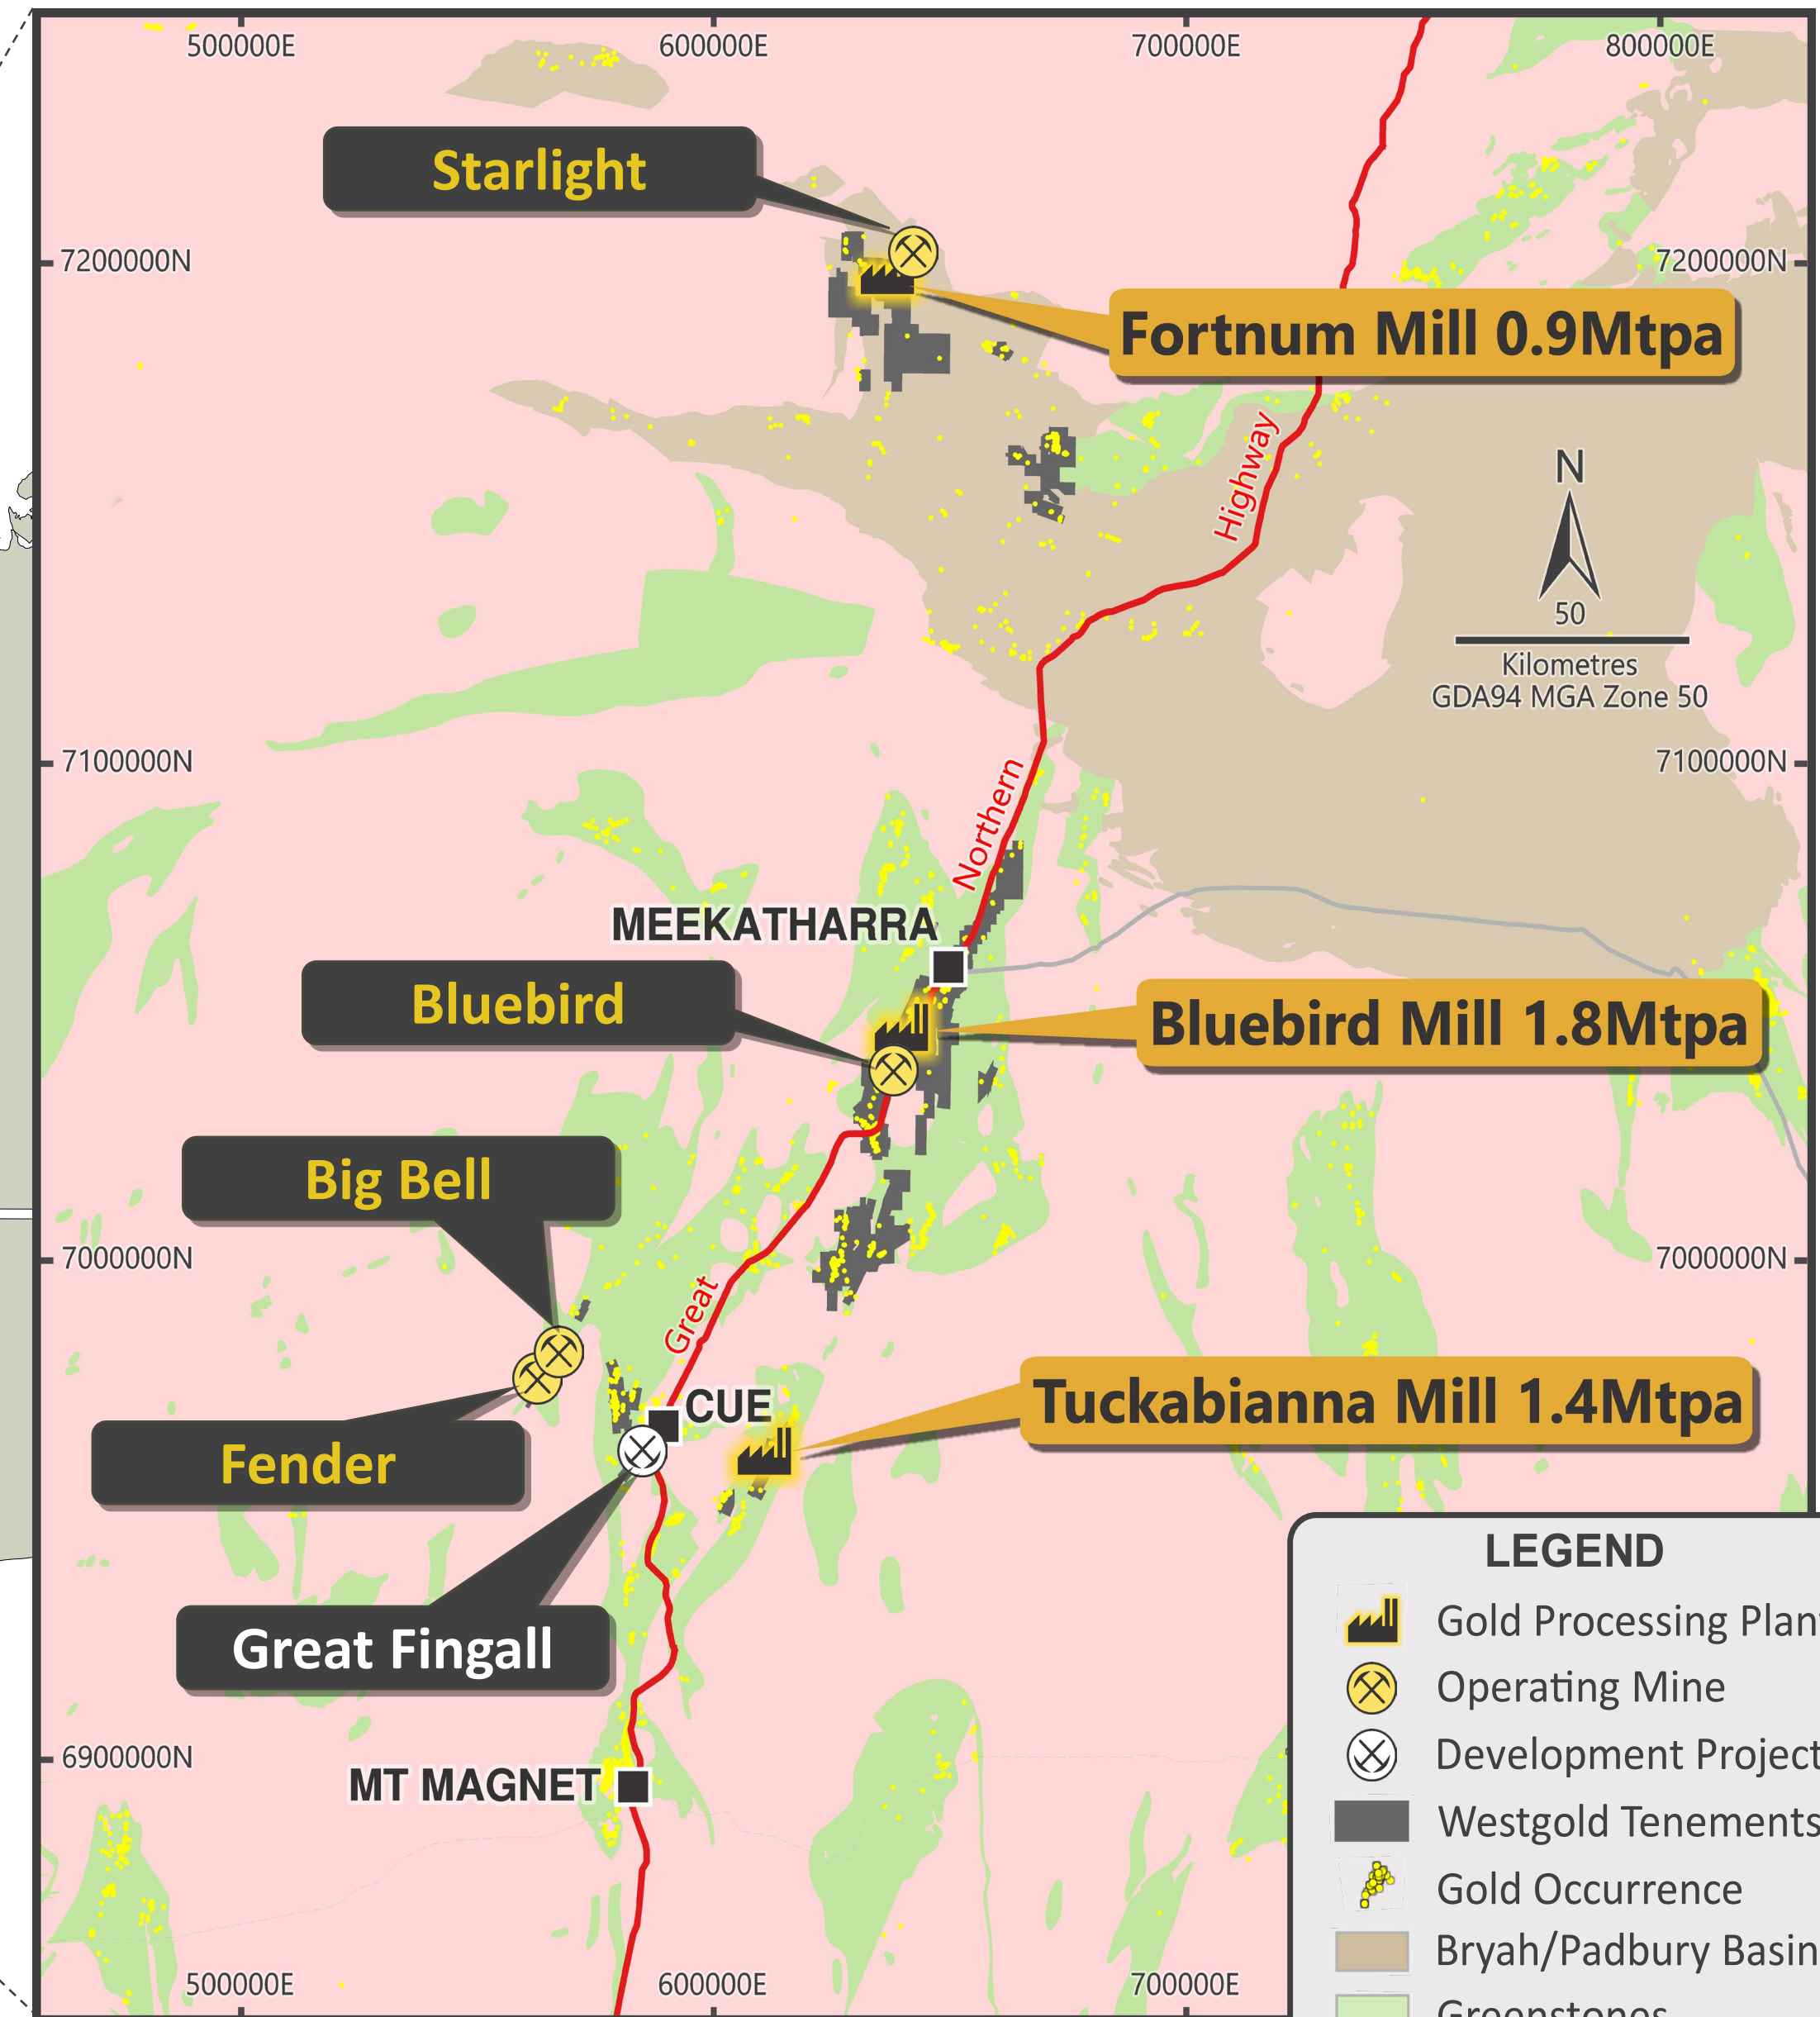 500000E 600000E 700000E 800000E
Starlight
7200000N 7200000N
Fortnum Mill 0.9Mtpa
Highway
N
50
Kilometres
GDA94 MGA Zone 50
7100000N 7100000N
Northern
MEEKATHARRA
Bluebird
Bluebird Mill 1.8Mtpa
Big Bell
7000000N 7000000N
Great
CUE
Tuckabianna Mill 1.4Mtpa
Fender
Great Fingall
LEGEND
Gold Processing Plan
Operating Mine
Development Project
Westgold Tenements
Gold Occurrence
Bryah/Padbury Basin
Greenstones
6900000N
MT MAGNET
500000E 600000E 700000E